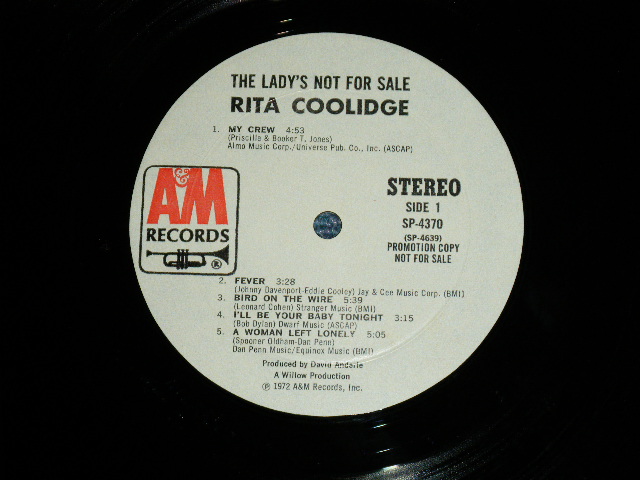 THE LADY'S NOT FOR SALE
RITA COOLIDGE
1. MY CREW 4:53
(Priscilla & Booker T. Jones)
Almo Music Corp./Universe Pub. Co., Inc. (ASCAP)
A&M
RECORDS
®
STEREO
SIDE 1
SP-4370
(SP-4639)
PROMOTION COPY
NOT FOR SALE
2. FEVER 3:28
(Johnny Davenport-Eddie Cooley) Jay & Cee Music Corp. (BMI)
3. BIRD ON THE WIRE 5:39
(Leonard Cohen) Stranger Music (BMI)
4. I'LL BE YOUR BABY TONIGHT 3:15
(Bob Dylan) Dwarf Music (ASCAP)
5. A WOMAN LEFT LONELY 5:05
(Spooner Oldham-Dan Penn)
Dan Penn Music/Equinox Music (BMI)
Produced by David Anderle
A Willow Production
℗ 1972 A&M Records, Inc.